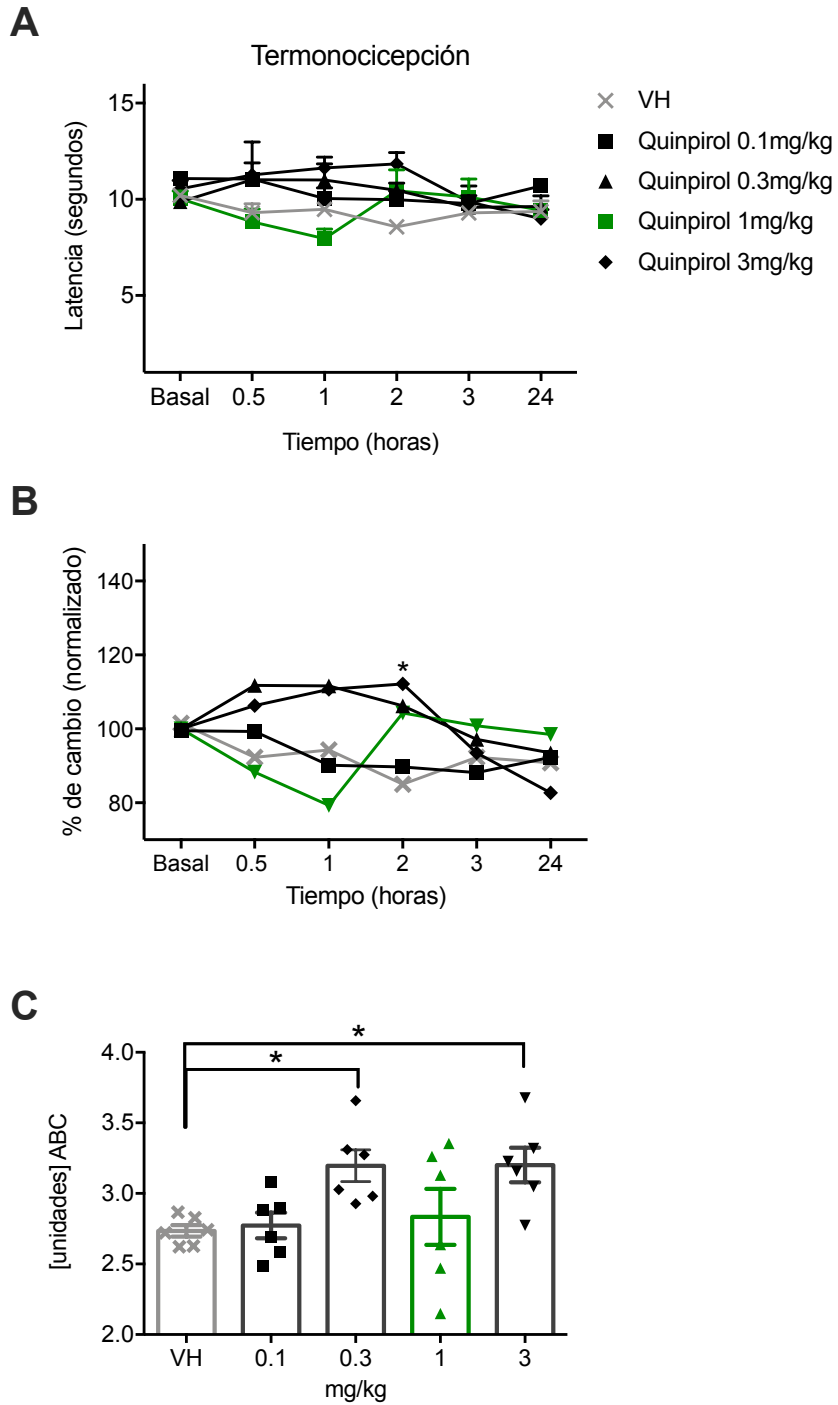 A
Termonocicepción
Latencia (segundos)
15
10
5
Basal 0.5 1 2 3 24
Tiempo (horas)
VH
Quinpirol 0.1mg/kg
Quinpirol 0.3mg/kg
Quinpirol 1mg/kg
Quinpirol 3mg/kg
B
% de cambio (normalizado)
140
120
100
80
*
Basal 0.5 1 2 3 24
Tiempo (horas)
C
[unidades] ABC
4.0
3.5
3.0
2.5
2.0
*
*
VH 0.1 0.3 1 3
mg/kg